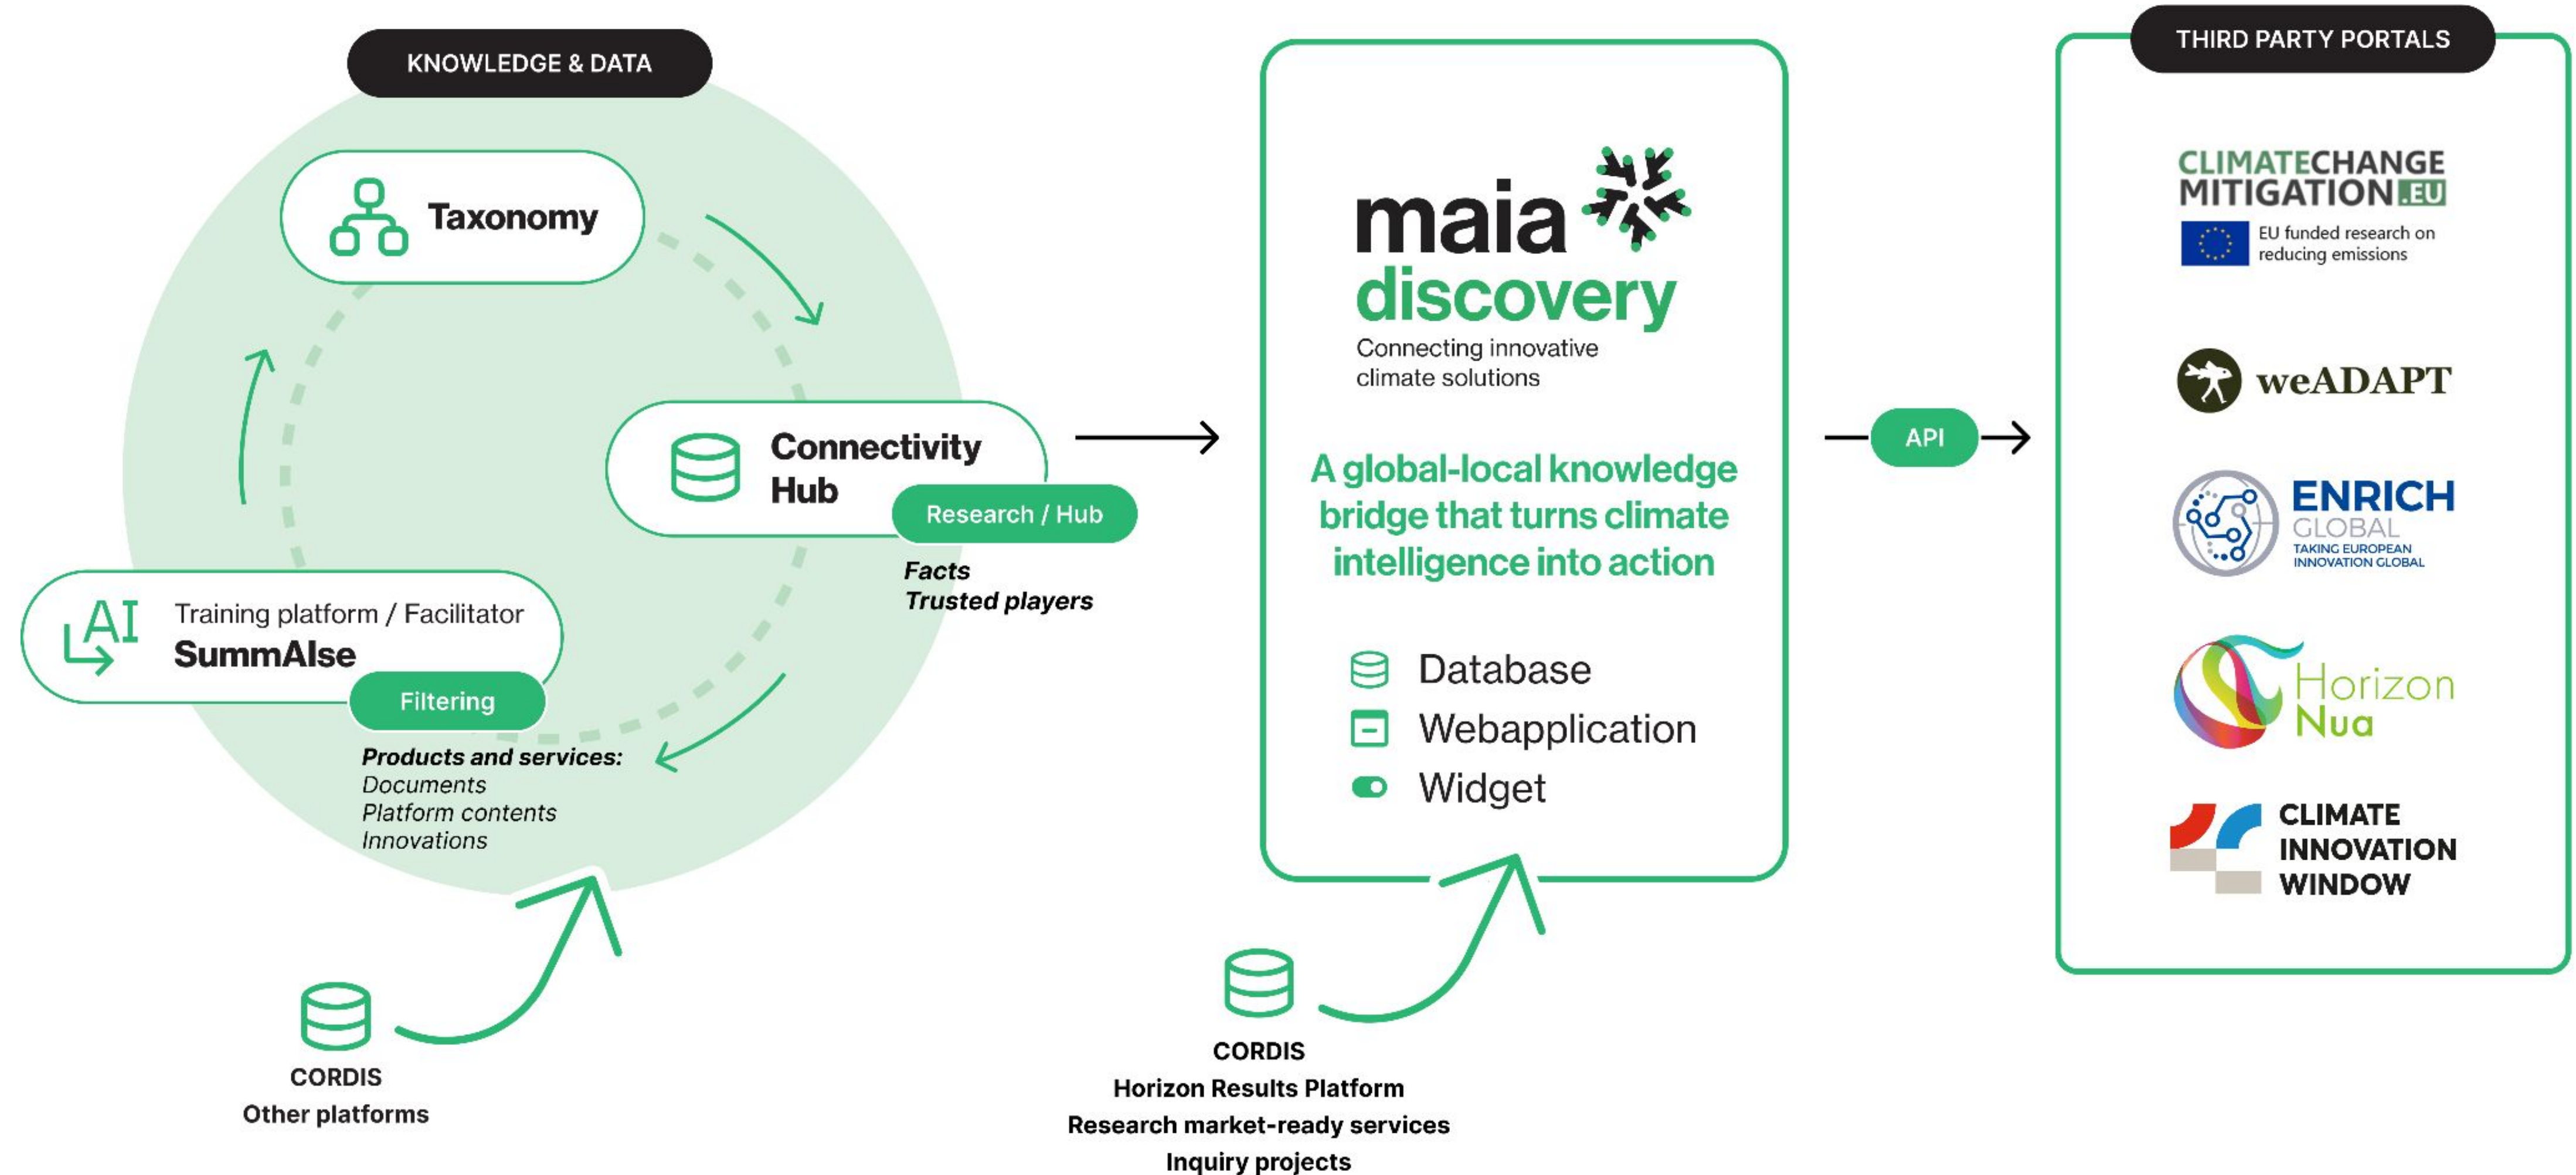 KNOWLEDGE & DATA
Taxonomy
Connectivity
Hub
Research / Hub
Facts
Trusted players
AI
Training platform / Facilitator
SummAIse
Filtering
Products and services:
Documents
Platform contents
Innovations
CORDIS
Other platforms
maia
discovery
Connecting innovative
climate solutions
A global-local knowledge
bridge that turns climate
intelligence into action
Database
Webapplication
Widget
CORDIS
Horizon Results Platform
Research market-ready services
Inquiry projects
API
THIRD PARTY PORTALS
CLIMATECHANGE
MITIGATION.EU
EU funded research on
reducing emissions
weADAPT
ENRICH
GLOBAL
TAKING EUROPEAN
INNOVATION GLOBAL
Horizon
Nua
CLIMATE
INNOVATION
WINDOW